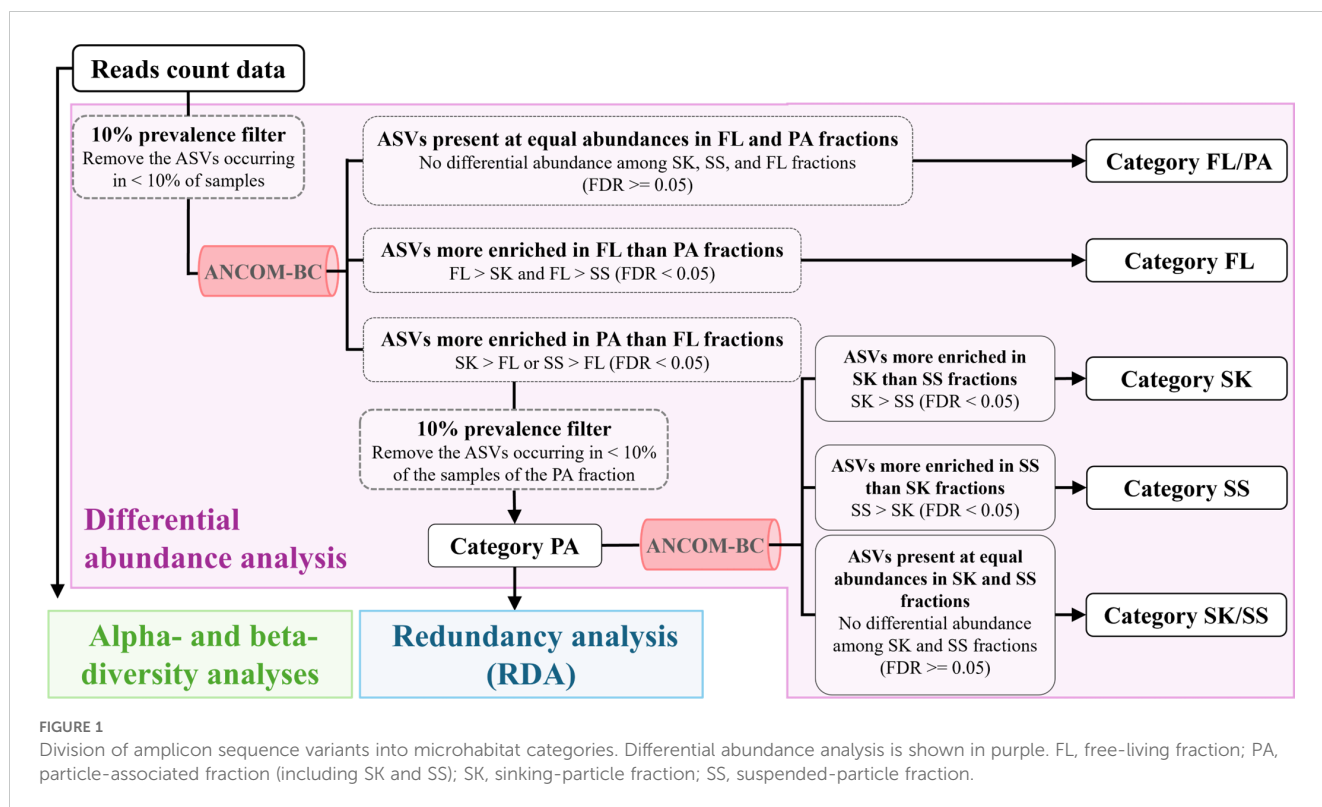 Reads count data
10% prevalence filter
Remove the ASVs occurring
in < 10% of samples
ANCOM-BC
ASVs present at equal abundances in FL and PA fractions
No differential abundance among SK, SS, and FL fractions
(FDR >= 0.05)
Category FL/PA
ASVs more enriched in FL than PA fractions
FL > SK and FL > SS (FDR < 0.05)
Category FL
ASVs more enriched in PA than FL fractions
SK > FL or SS > FL (FDR < 0.05)
10% prevalence filter
Remove the ASVs occurring in < 10%
of the samples of the PA fraction
Category PA
ANCOM-BC
ASVs more enriched in
SK than SS fractions
SK > SS (FDR < 0.05)
Category SK
ASVs more enriched in SS
than SK fractions
SS > SK (FDR < 0.05)
Category SS
ASVs present at equal
abundances in SK and SS
fractions
No differential abundance
among SK and SS fractions
(FDR >= 0.05)
Category SK/SS
Differential
abundance analysis
Alpha- and beta-
diversity analyses
Redundancy analysis
(RDA)
FIGURE 1
Division of amplicon sequence variants into microhabitat categories. Differential abundance analysis is shown in purple. FL, free-living fraction; PA,
particle-associated fraction (including SK and SS); SK, sinking-particle fraction; SS, suspended-particle fraction.